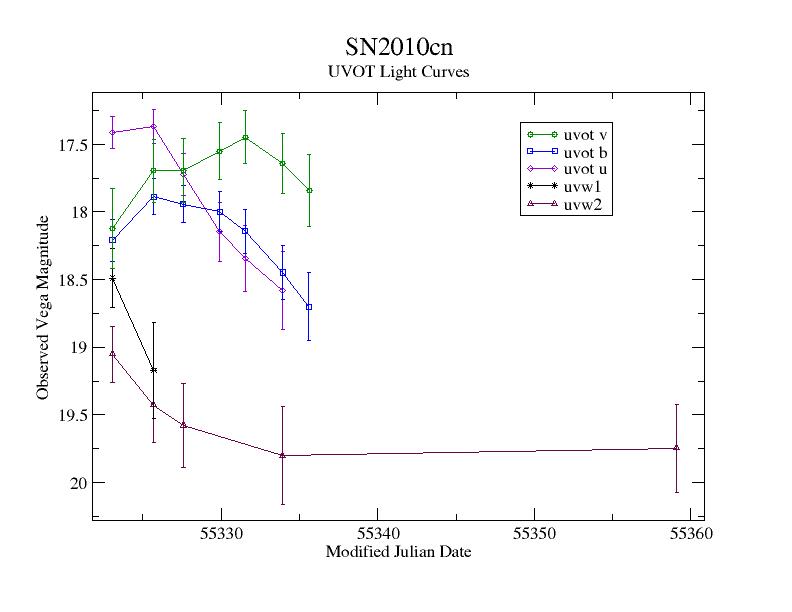 SN2010cn
UVOT Light Curves
uvot v
uvot b
uvot u
uvw1
uvw2
Observed Vega Magnitude
17.5
18
18.5
19
19.5
20
55330 55340 55350 55360
Modified Julian Date